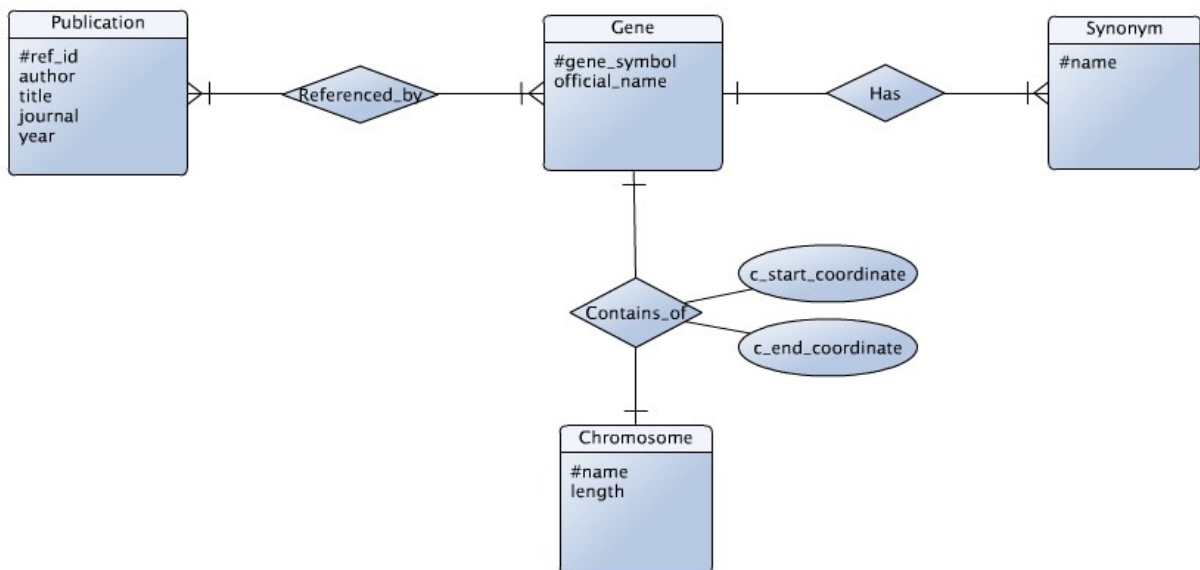 Publication
#ref_id
author
title
journal
year
Referenced_by
Gene
#gene_symbol
official_name
Has
Synonym
#name
Contains_of
c_start_coordinate
c_end_coordinate
Chromosome
#name
length